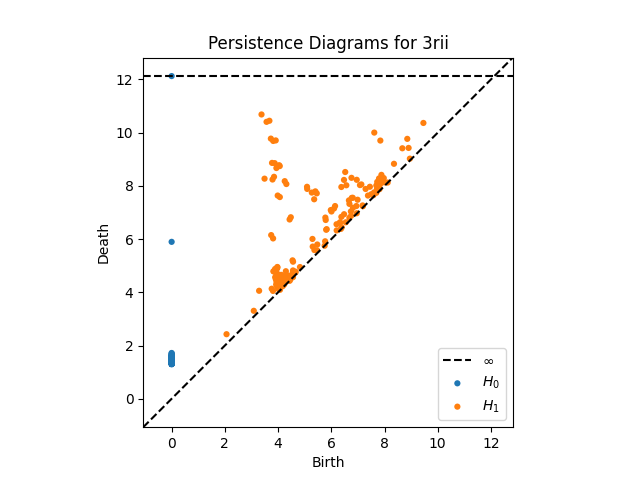 Persistence Diagrams for 3rii
Death
12
10
8
6
4
2
0
0 2 4 6 8 10 12
Birth
∞
H₀
H₁